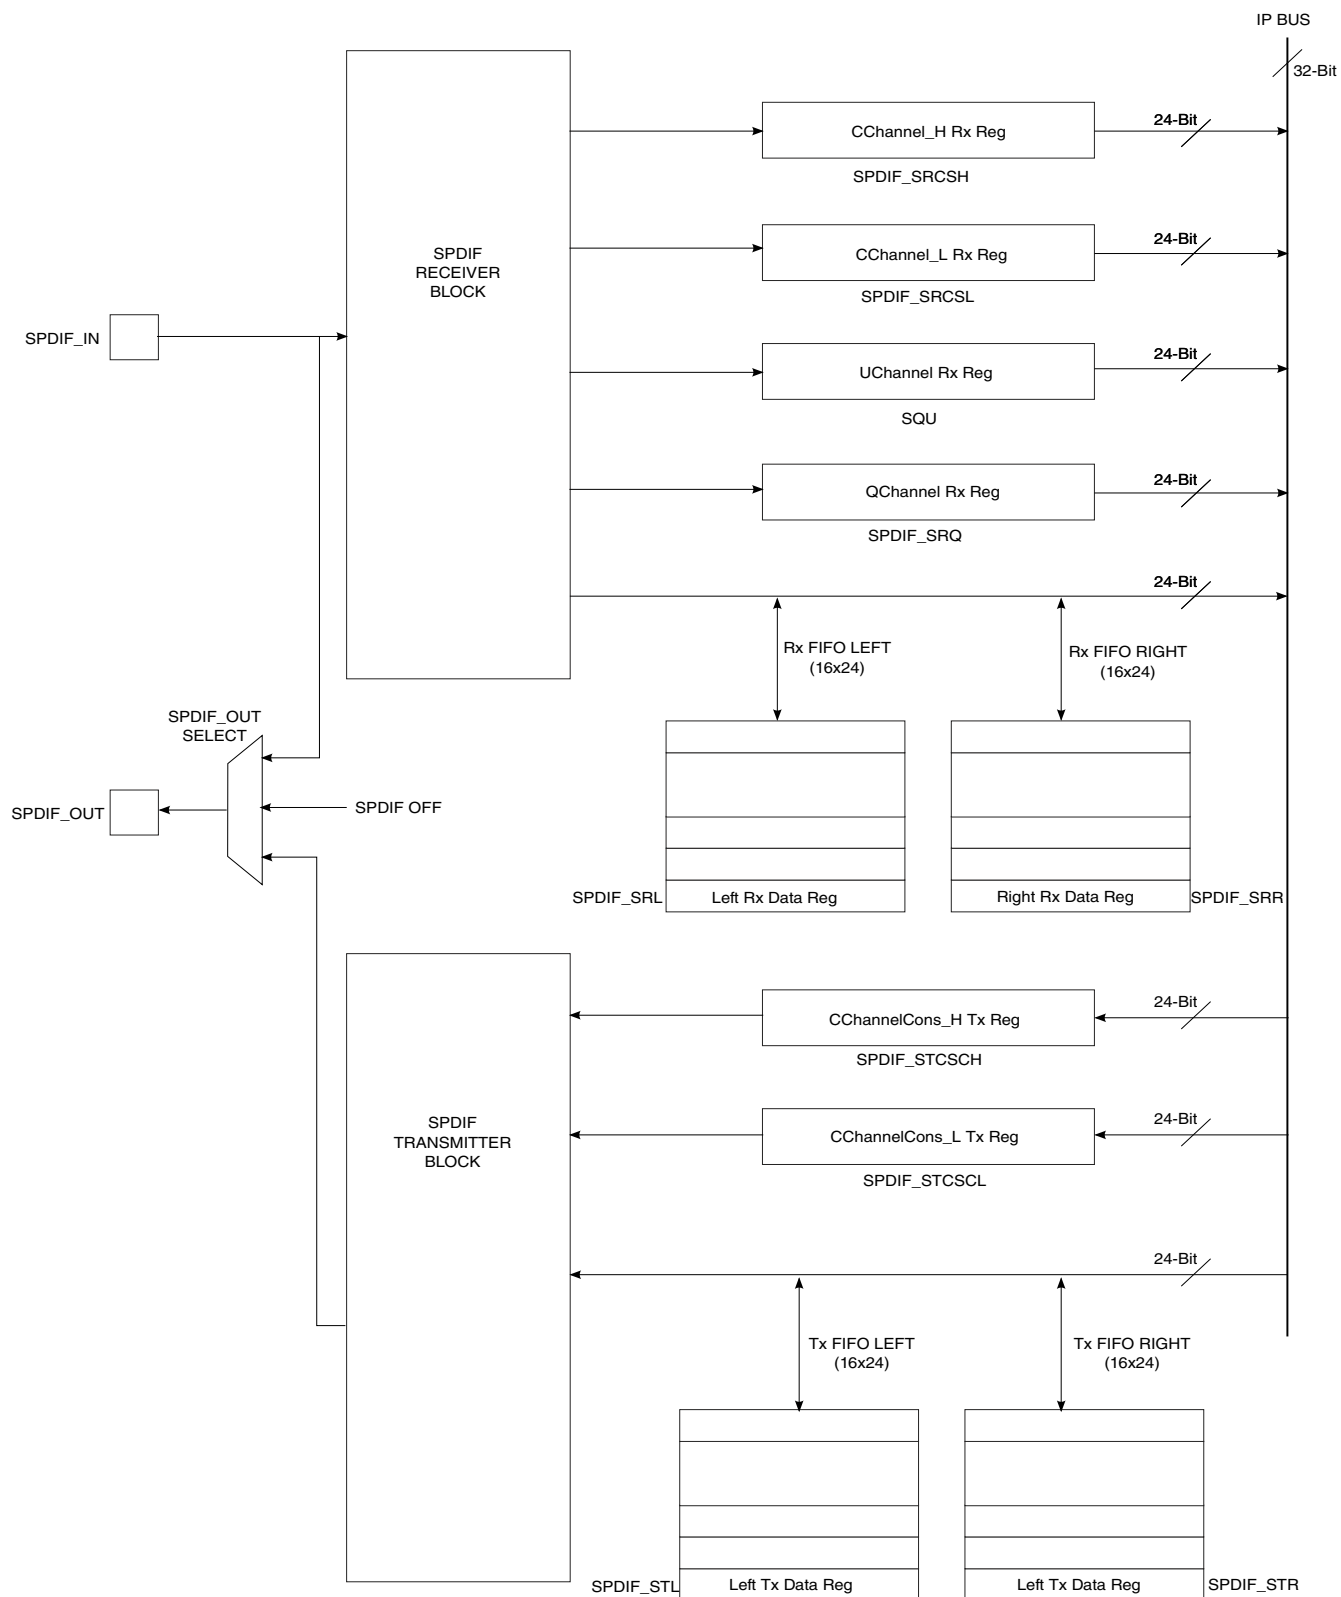 IP BUS
32-Bit
24-Bit
CChannel_H Rx Reg
SPDIF_SRCSH
24-Bit
CChannel_L Rx Reg
SPDIF_SRCSL
SPDIF
RECEIVER
BLOCK
SPDIF_IN
24-Bit
UChannel Rx Reg
SQU
24-Bit
QChannel Rx Reg
SPDIF_SRQ
24-Bit
Rx FIFO LEFT
(16x24)
Rx FIFO RIGHT
(16x24)
SPDIF_OUT
SELECT
SPDIF_OUT
SPDIF OFF
SPDIF_SRL
Left Rx Data Reg
Right Rx Data Reg
SPDIF_SRR
24-Bit
CChannelCons_H Tx Reg
SPDIF_STCSCH
SPDIF
TRANSMITTER
BLOCK
24-Bit
CChannelCons_L Tx Reg
SPDIF_STCSCL
24-Bit
Tx FIFO LEFT
(16x24)
Tx FIFO RIGHT
(16x24)
SPDIF_STL
Left Tx Data Reg
Left Tx Data Reg
SPDIF_STR